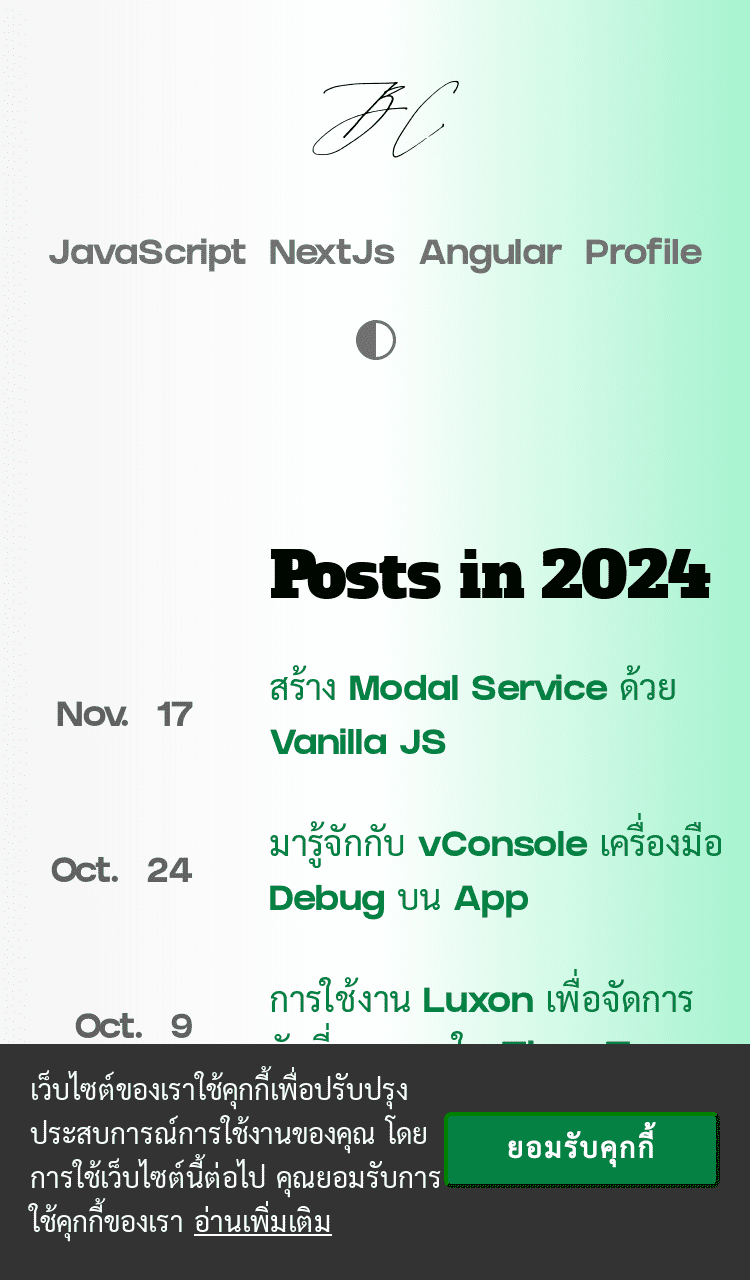 BC
JavaScript NextJs Angular Profile
Posts in 2024
Nov. 17
สร้าง Modal Service ด้วย
Vanilla JS
Oct. 24
มารู้จักกับ vConsole เครื่องมือ
Debug บน App
Oct. 9
การใช้งาน Luxon เพื่อจัดการ
เว็บไซต์ของเราใช้คุกกี้เพื่อปรับปรุง
ประสบการณ์การใช้งานของคุณ โดย
การใช้เว็บไซต์นี้ต่อไป คุณยอมรับการ
ใช้คุกกี้ของเรา อ่านเพิ่มเติม
ยอมรับคุกกี้